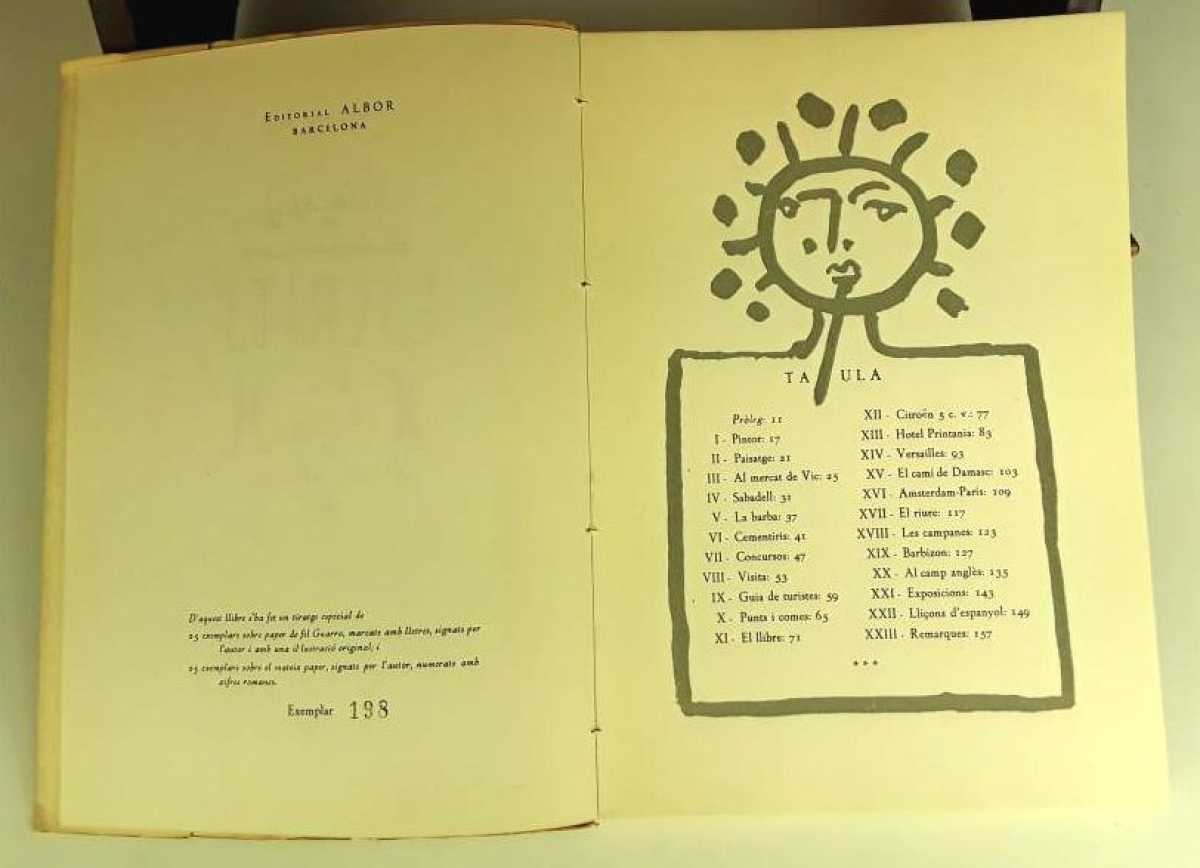 Editorial ALBOR
BARCELONA
D'aquest llibre s'ha fet un tiratge especial de
25 exemplars sobre paper de fil Guarro, marcats amb lletres, signats per
l'autor i amb una il·lustració original; i
25 exemplars sobre el mateix paper, signats per l'autor, numerats amb
xifres romanes.
Exemplar 198
TAULA
Pròleg: 11
I - Pintor: 17
II - Paisatge: 21
III - Al mercat de Vic: 25
IV - Sabadell: 31
V - La barba: 37
VI - Cementiris: 41
VII - Concursos: 47
VIII - Visita: 53
IX - Guia de turistes: 59
X - Punts i comes: 65
XI - El llibre: 71
XII - Citroën 5 c. v.: 77
XIII - Hotel Printania: 83
XIV - Versailles: 93
XV - El camí de Damasc: 103
XVI - Amsterdam-París: 109
XVII - El riure: 117
XVIII - Les campanes: 123
XIX - Barbizon: 127
XX - Al camp anglès: 135
XXI - Exposicions: 143
XXII - Lliçons d'espanyol: 149
XXIII - Remarques: 157
* * *